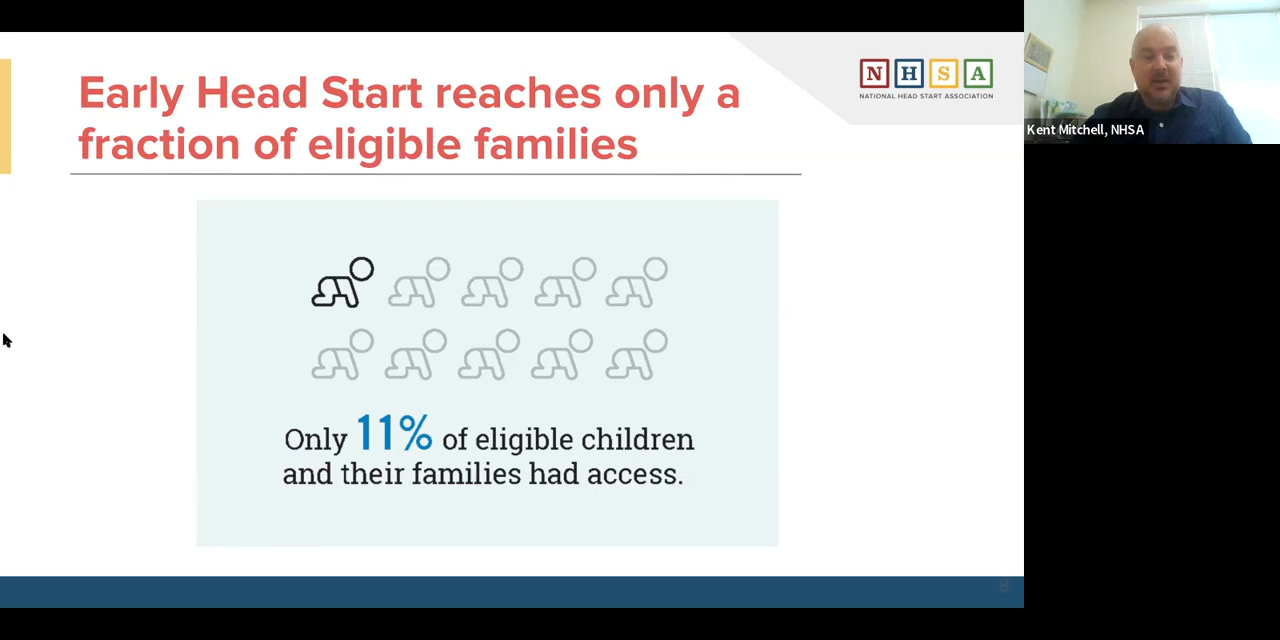 Early Head Start reaches only a
fraction of eligible families
NHSA
NATIONAL HEAD START ASSOCIATION
Kent Mitchell, NHSA
Only 11% of eligible children
and their families had access.